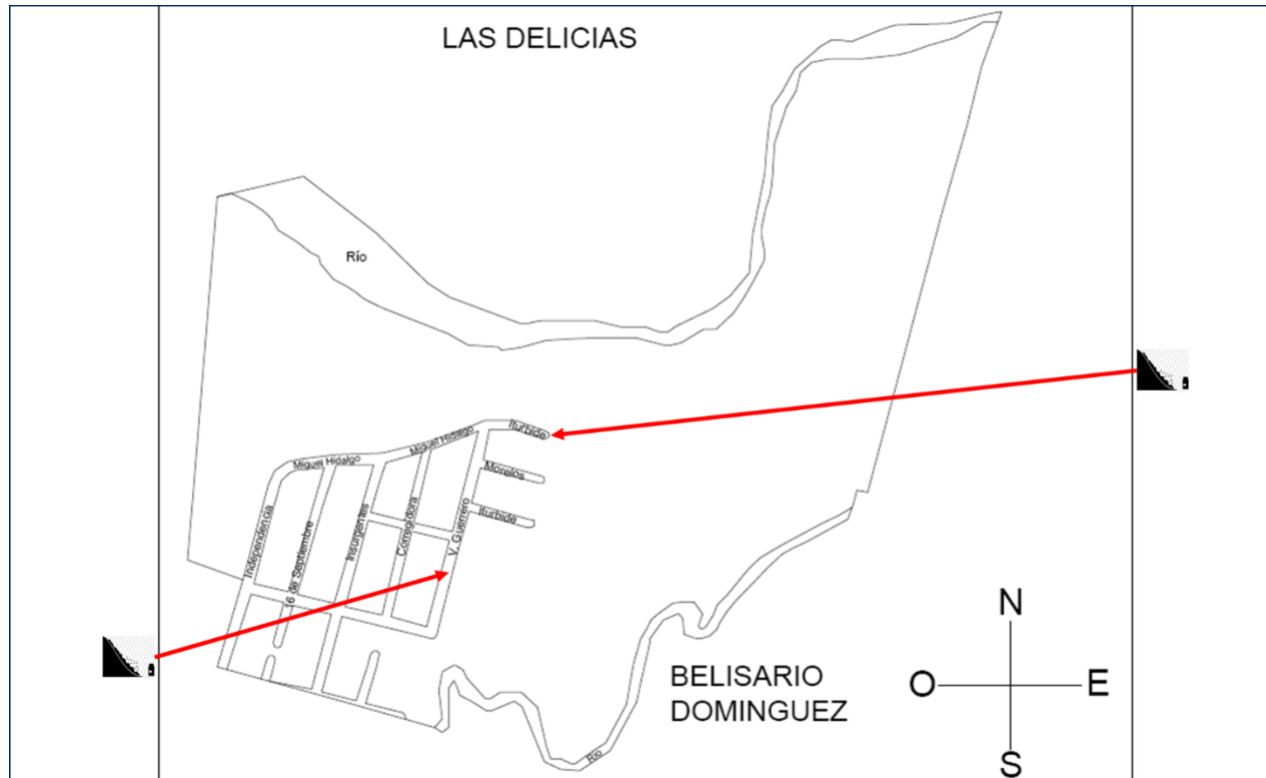 LAS DELICIAS
Río
Iturbide
Miguel Hidalgo
Miguel Hidalgo
Morelos
Iturbide
Independencia
16 de Septiembre
Insurgentes
Corregidora
V. Guerrero
BELISARIO
DOMINGUEZ
Río
N
O
E
S